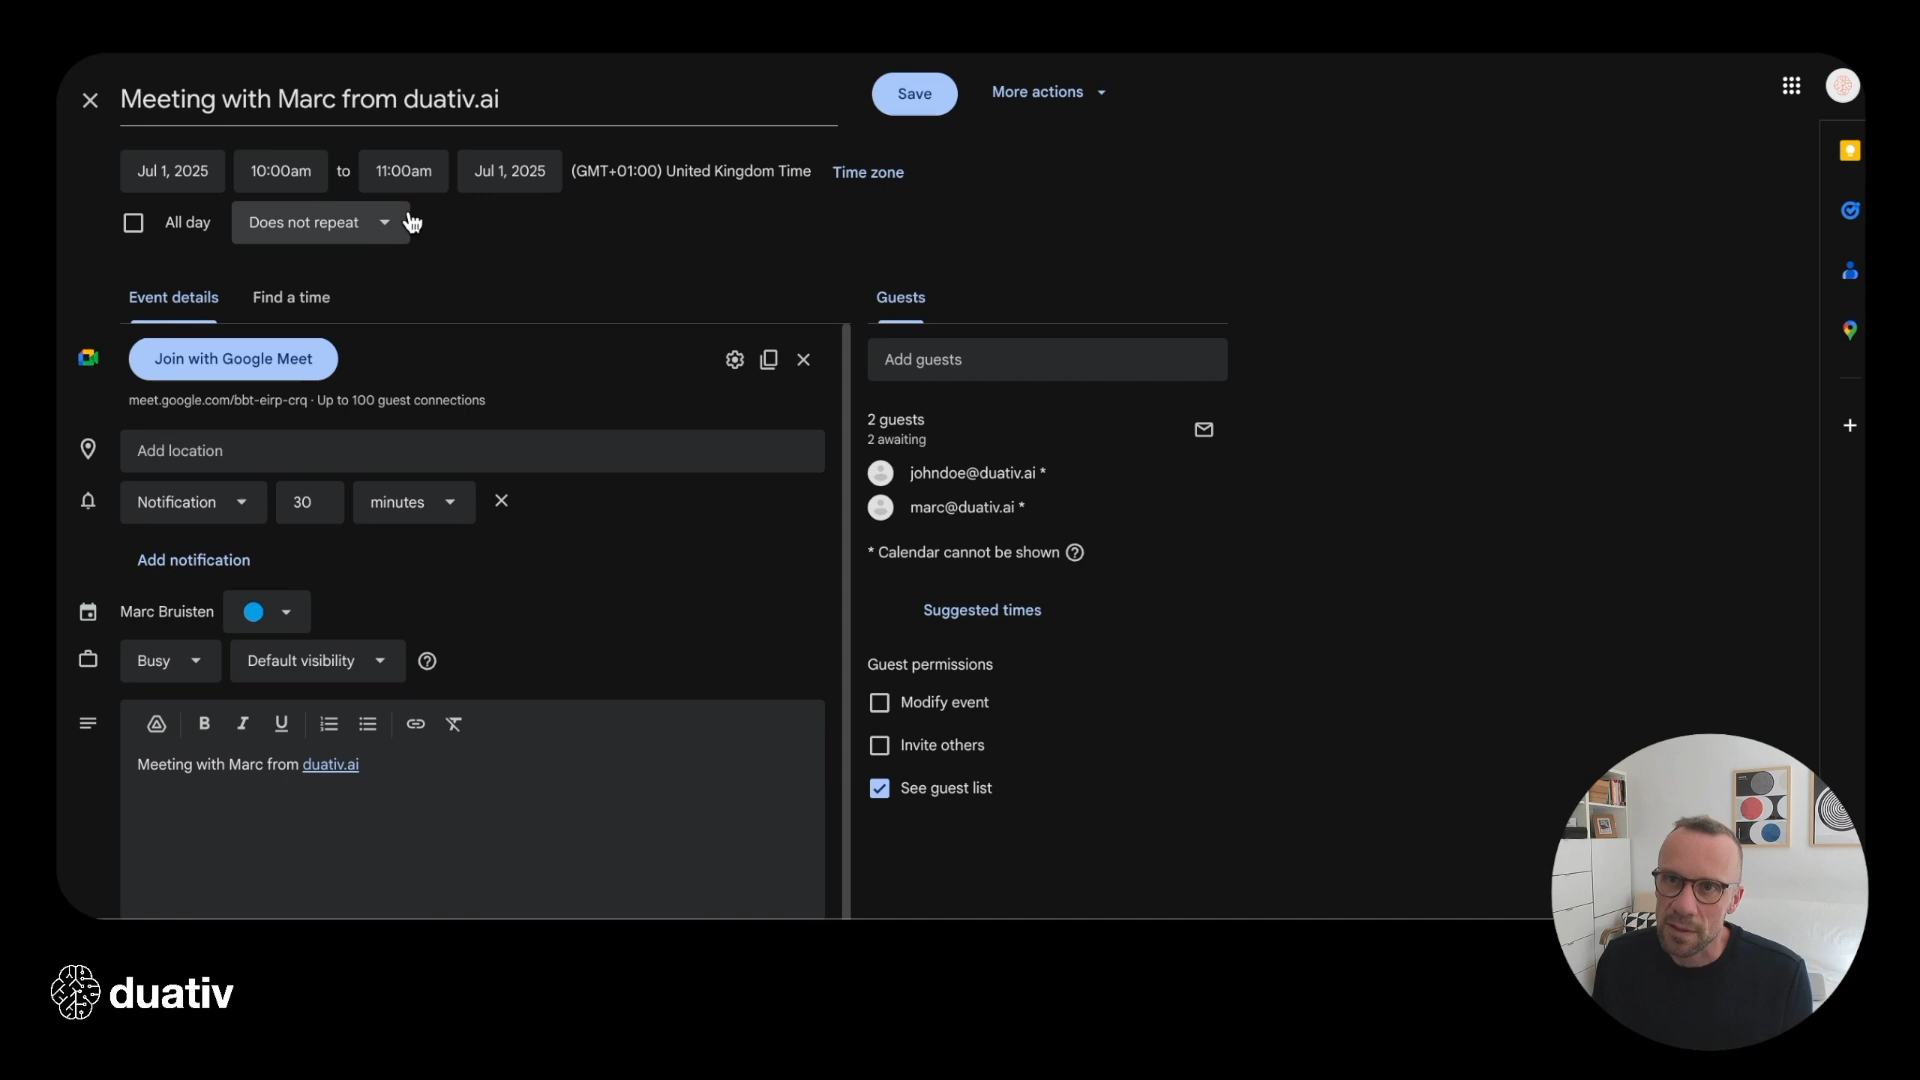 Meeting with Marc from duativ.ai
Save
More actions
Jul 1, 2025 10:00am to 11:00am Jul 1, 2025 (GMT+01:00) United Kingdom Time Time zone
All day Does not repeat
Event details Find a time
Guests
Join with Google Meet
meet.google.com/bbt-eirp-crq · Up to 100 guest connections
Add location
Notification 30 minutes
Add notification
Marc Bruisten
Busy Default visibility
B I U
Meeting with Marc from duativ.ai
Add guests
2 guests
2 awaiting
johndoe@duativ.ai *
marc@duativ.ai *
* Calendar cannot be shown
Suggested times
Guest permissions
Modify event
Invite others
See guest list
duativ